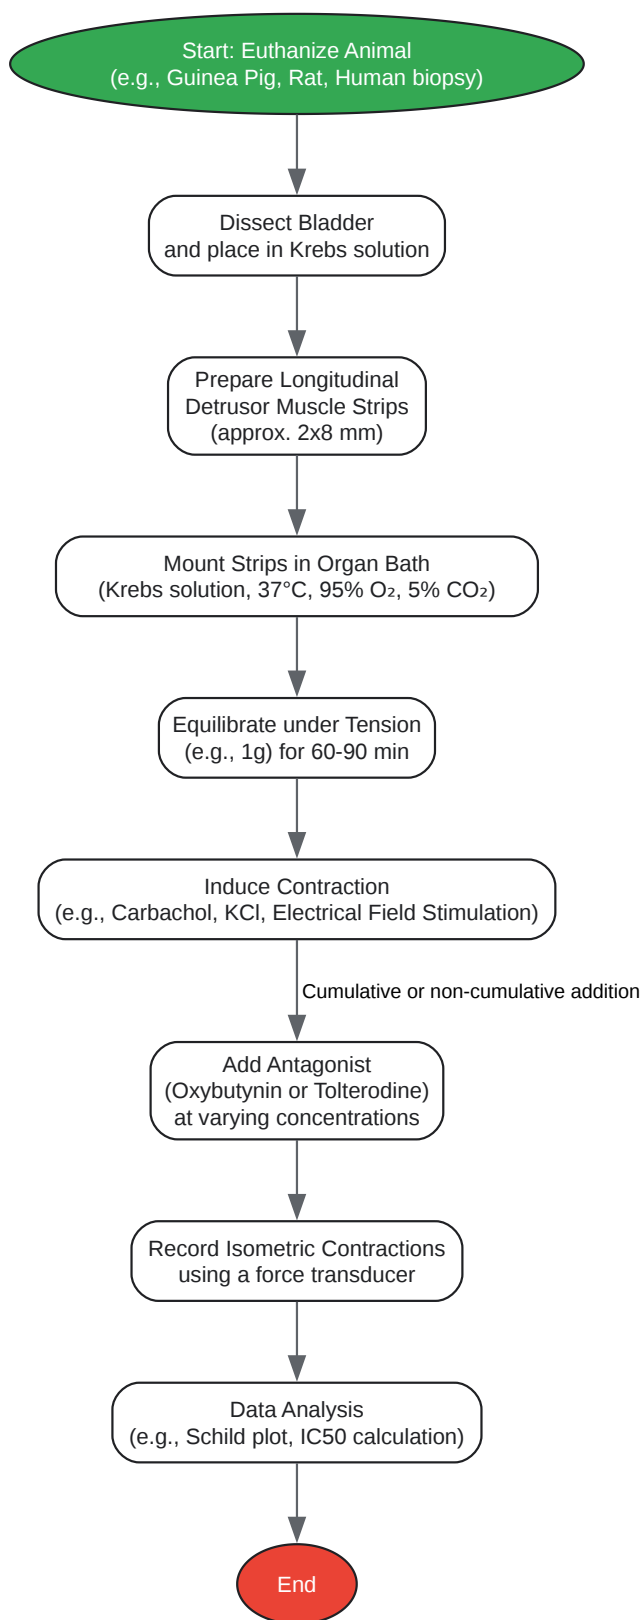 Start: Euthanize Animal
(e.g., Guinea Pig, Rat, Human biopsy)
Dissect Bladder
and place in Krebs solution
Prepare Longitudinal
Detrusor Muscle Strips
(approx. 2x8 mm)
Mount Strips in Organ Bath
(Krebs solution, 37°C, 95% O₂, 5% CO₂)
Equilibrate under Tension
(e.g., 1g) for 60-90 min
Induce Contraction
(e.g., Carbachol, KCl, Electrical Field Stimulation)
Cumulative or non-cumulative addition
Add Antagonist
(Oxybutynin or Tolterodine)
at varying concentrations
Record Isometric Contractions
using a force transducer
Data Analysis
(e.g., Schild plot, IC50 calculation)
End